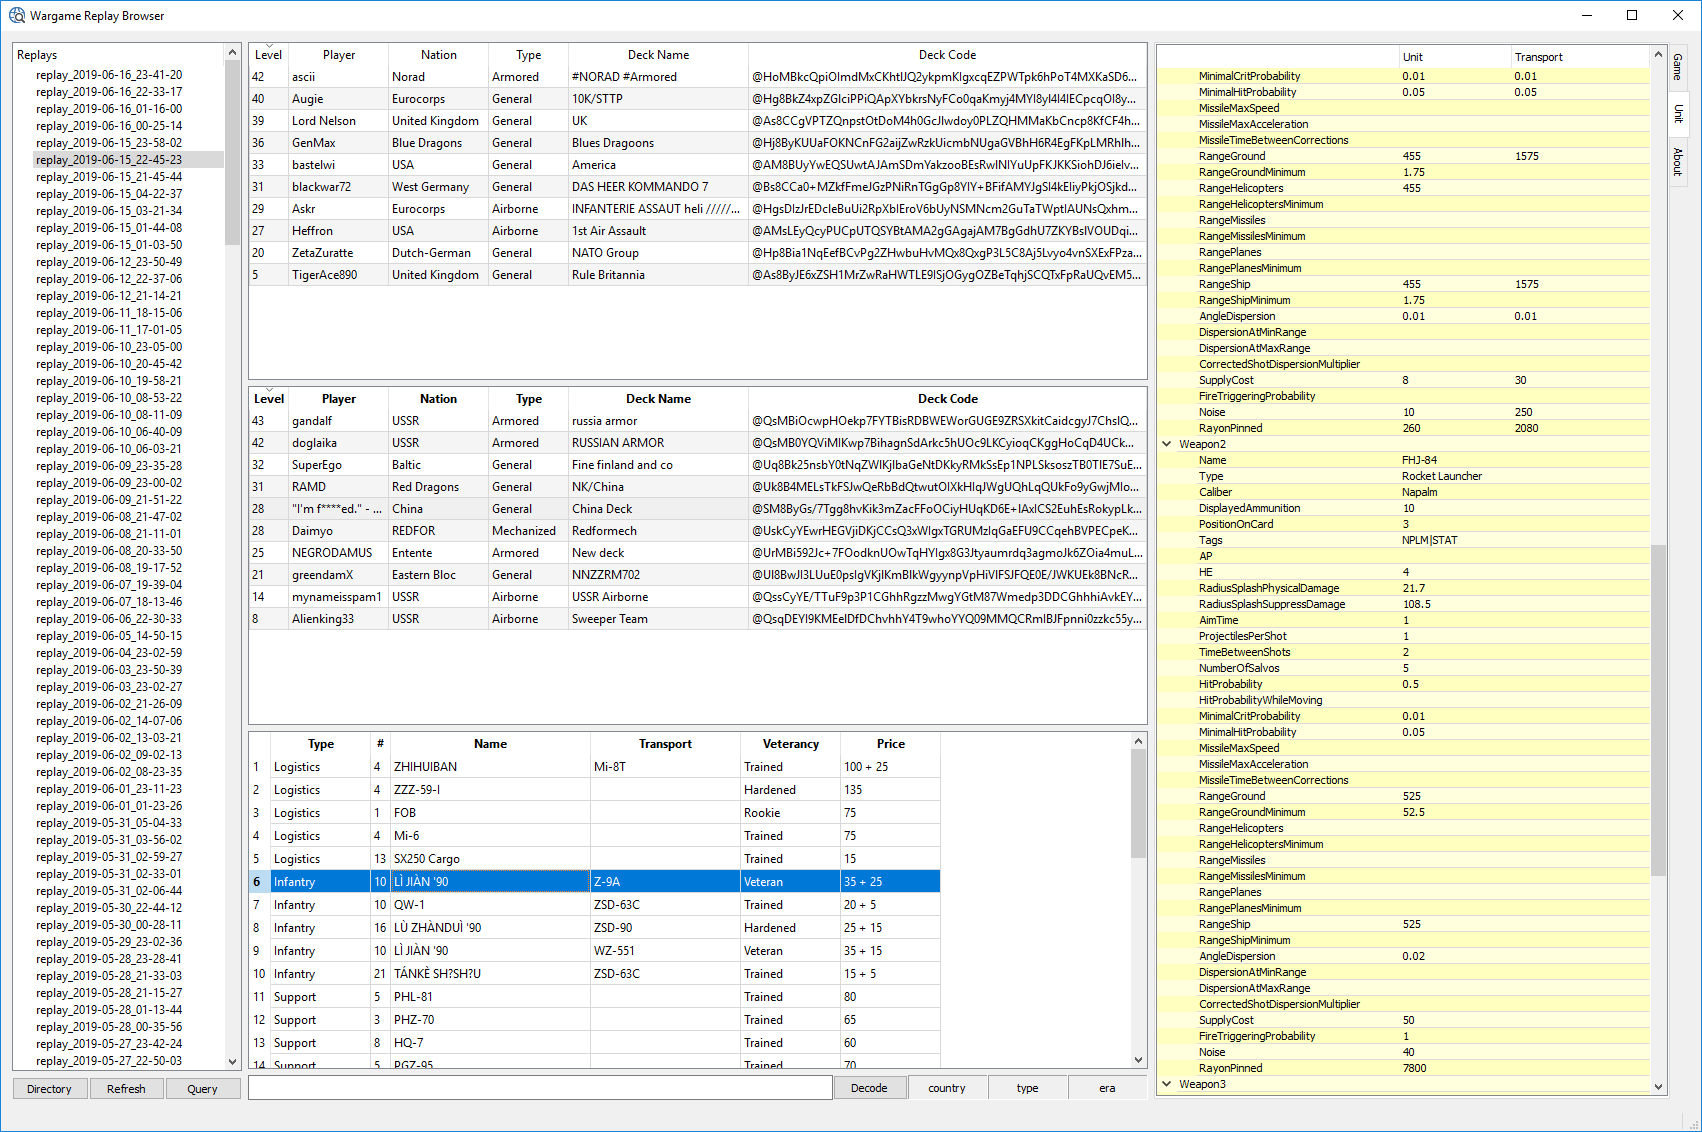 Wargame Replay Browser
Replays
replay_2019-06-16_23-41-20
replay_2019-06-16_22-33-17
replay_2019-06-16_01-16-00
replay_2019-06-16_00-25-14
replay_2019-06-15_23-58-02
replay_2019-06-15_22-45-23
replay_2019-06-15_21-45-44
replay_2019-06-15_04-22-37
replay_2019-06-15_03-21-34
replay_2019-06-15_01-44-08
replay_2019-06-15_01-03-50
replay_2019-06-12_23-50-49
replay_2019-06-12_22-37-06
replay_2019-06-12_21-14-21
replay_2019-06-11_18-15-06
replay_2019-06-11_17-01-05
replay_2019-06-10_23-05-00
replay_2019-06-10_20-45-42
replay_2019-06-10_19-58-21
replay_2019-06-10_08-53-22
replay_2019-06-10_08-11-09
replay_2019-06-10_06-40-09
replay_2019-06-10_06-03-21
replay_2019-06-09_23-35-28
replay_2019-06-09_23-00-02
replay_2019-06-09_21-51-22
replay_2019-06-08_21-47-02
replay_2019-06-08_21-11-01
replay_2019-06-08_20-33-50
replay_2019-06-08_19-17-52
replay_2019-06-07_19-39-04
replay_2019-06-07_18-13-46
replay_2019-06-06_22-30-33
replay_2019-06-05_14-50-15
replay_2019-06-04_23-02-59
replay_2019-06-03_23-50-39
replay_2019-06-03_23-02-27
replay_2019-06-02_21-26-09
replay_2019-06-02_14-07-06
replay_2019-06-02_13-03-21
replay_2019-06-02_09-02-13
replay_2019-06-02_08-23-35
replay_2019-06-01_23-11-23
replay_2019-06-01_01-23-26
replay_2019-05-31_05-04-33
replay_2019-05-31_03-56-02
replay_2019-05-31_02-59-27
replay_2019-05-31_02-33-01
replay_2019-05-31_02-06-44
replay_2019-05-30_22-44-12
replay_2019-05-30_00-28-11
replay_2019-05-29_23-02-36
replay_2019-05-28_23-28-41
replay_2019-05-28_21-33-03
replay_2019-05-28_21-15-27
replay_2019-05-28_01-13-44
replay_2019-05-28_00-35-56
replay_2019-05-27_23-42-24
replay_2019-05-27_22-50-03
Directory Refresh Query
Level Player Nation Type Deck Name Deck Code
42 ascii Norad Armored #NORAD #Armored
40 Augie Eurocorps General 10K/STTP
39 Lord Nelson United Kingdom General UK
36 GenMax Blue Dragons General Blues Dragoons
33 bastelwi USA General America
31 blackwar72 West Germany General DAS HEER KOMMANDO 7
29 Askr Eurocorps Airborne INFANTERIE ASSAUT heli /////...
27 Heffron USA Airborne 1st Air Assault
20 ZetaZuratte Dutch-German General NATO Group
5 TigerAce890 United Kingdom General Rule Britannia
Level Player Nation Type Deck Name Deck Code
43 gandalf USSR Armored russia armor
42 doglaika USSR Armored RUSSIAN ARMOR
32 SuperEgo Baltic General Fine finland and co
31 RAMD Red Dragons General NK/China
28 "I'm f****ed." - ... China General China Deck
28 Daimyo REDFOR Mechanized Redformech
25 NEGRODAMUS Entente Armored New deck
21 greendamX Eastern Bloc General NNZZRM702
14 mynameisspam1 USSR Airborne USSR Airborne
8 Alienking33 USSR Airborne Sweeper Team
Type # Name Transport Veterancy Price
1 Logistics 4 ZHIHUIBAN Mi-8T Trained 100 + 25
2 Logistics 4 ZZZ-59-I Hardened 135
3 Logistics 1 FOB Rookie 75
4 Logistics 4 Mi-6 Trained 75
5 Logistics 13 SX250 Cargo Trained 15
6 Infantry 10 LÌ JIÀN '90 Z-9A Veteran 35 + 25
7 Infantry 10 QW-1 ZSD-63C Trained 20 + 5
8 Infantry 16 LÙ ZHÀNDUÌ '90 ZSD-90 Hardened 25 + 15
9 Infantry 10 LÌ JIÀN '90 WZ-551 Veteran 35 + 15
10 Infantry 21 TÁNKÈ SH?SH?U ZSD-63C Trained 15 + 5
11 Support 5 PHL-81 Trained 80
12 Support 3 PHZ-70 Trained 65
13 Support 8 HQ-7 Trained 60
14 Support 5 PGZ-95 Trained 70
Decode country type era
Unit Transport
MinimalCritProbability 0.01 0.01
MinimalHitProbability 0.05 0.05
MissileMaxSpeed
MissileMaxAcceleration
MissileTimeBetweenCorrections
RangeGround 455 1575
RangeGroundMinimum 1.75
RangeHelicopters 455
RangeHelicoptersMinimum
RangeMissiles
RangeMissilesMinimum
RangePlanes
RangePlanesMinimum
RangeShip 455 1575
RangeShipMinimum 1.75
AngleDispersion 0.01 0.01
DispersionAtMinRange
DispersionAtMaxRange
CorrectedShotDispersionMultiplier
SupplyCost 8 30
FireTriggeringProbability
Noise 10 250
RayonPinned 260 2080
Weapon2
Name FHJ-84
Type Rocket Launcher
Caliber Napalm
DisplayedAmmunition 10
PositionOnCard 3
Tags NPLM|STAT
AP
HE 4
RadiusSplashPhysicalDamage 21.7
RadiusSplashSuppressDamage 108.5
AimTime 1
ProjectilesPerShot 1
TimeBetweenShots 2
NumberOfSalvos 5
HitProbability 0.5
HitProbabilityWhileMoving
MinimalCritProbability 0.01
MinimalHitProbability 0.05
MissileMaxSpeed
MissileMaxAcceleration
MissileTimeBetweenCorrections
RangeGround 525
RangeGroundMinimum 52.5
RangeHelicopters
RangeHelicoptersMinimum
RangeMissiles
RangeMissilesMinimum
RangePlanes
RangePlanesMinimum
RangeShip 525
RangeShipMinimum
AngleDispersion 0.02
DispersionAtMinRange
DispersionAtMaxRange
CorrectedShotDispersionMultiplier
SupplyCost 50
FireTriggeringProbability 1
Noise 40
RayonPinned 7800
Weapon3
Game
Unit
About